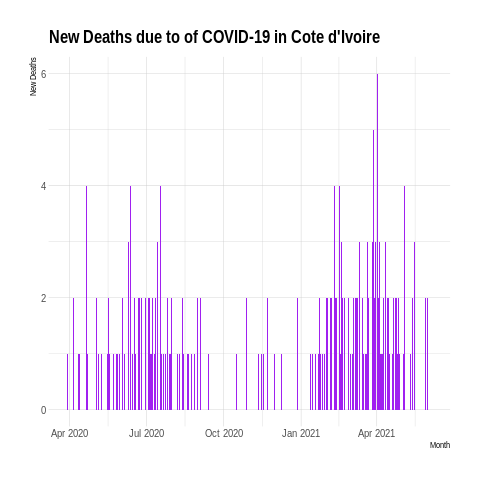 New Deaths due to of COVID-19 in Cote d'Ivoire
New Deaths
6
4
2
0
Apr 2020 Jul 2020 Oct 2020 Jan 2021 Apr 2021
Month